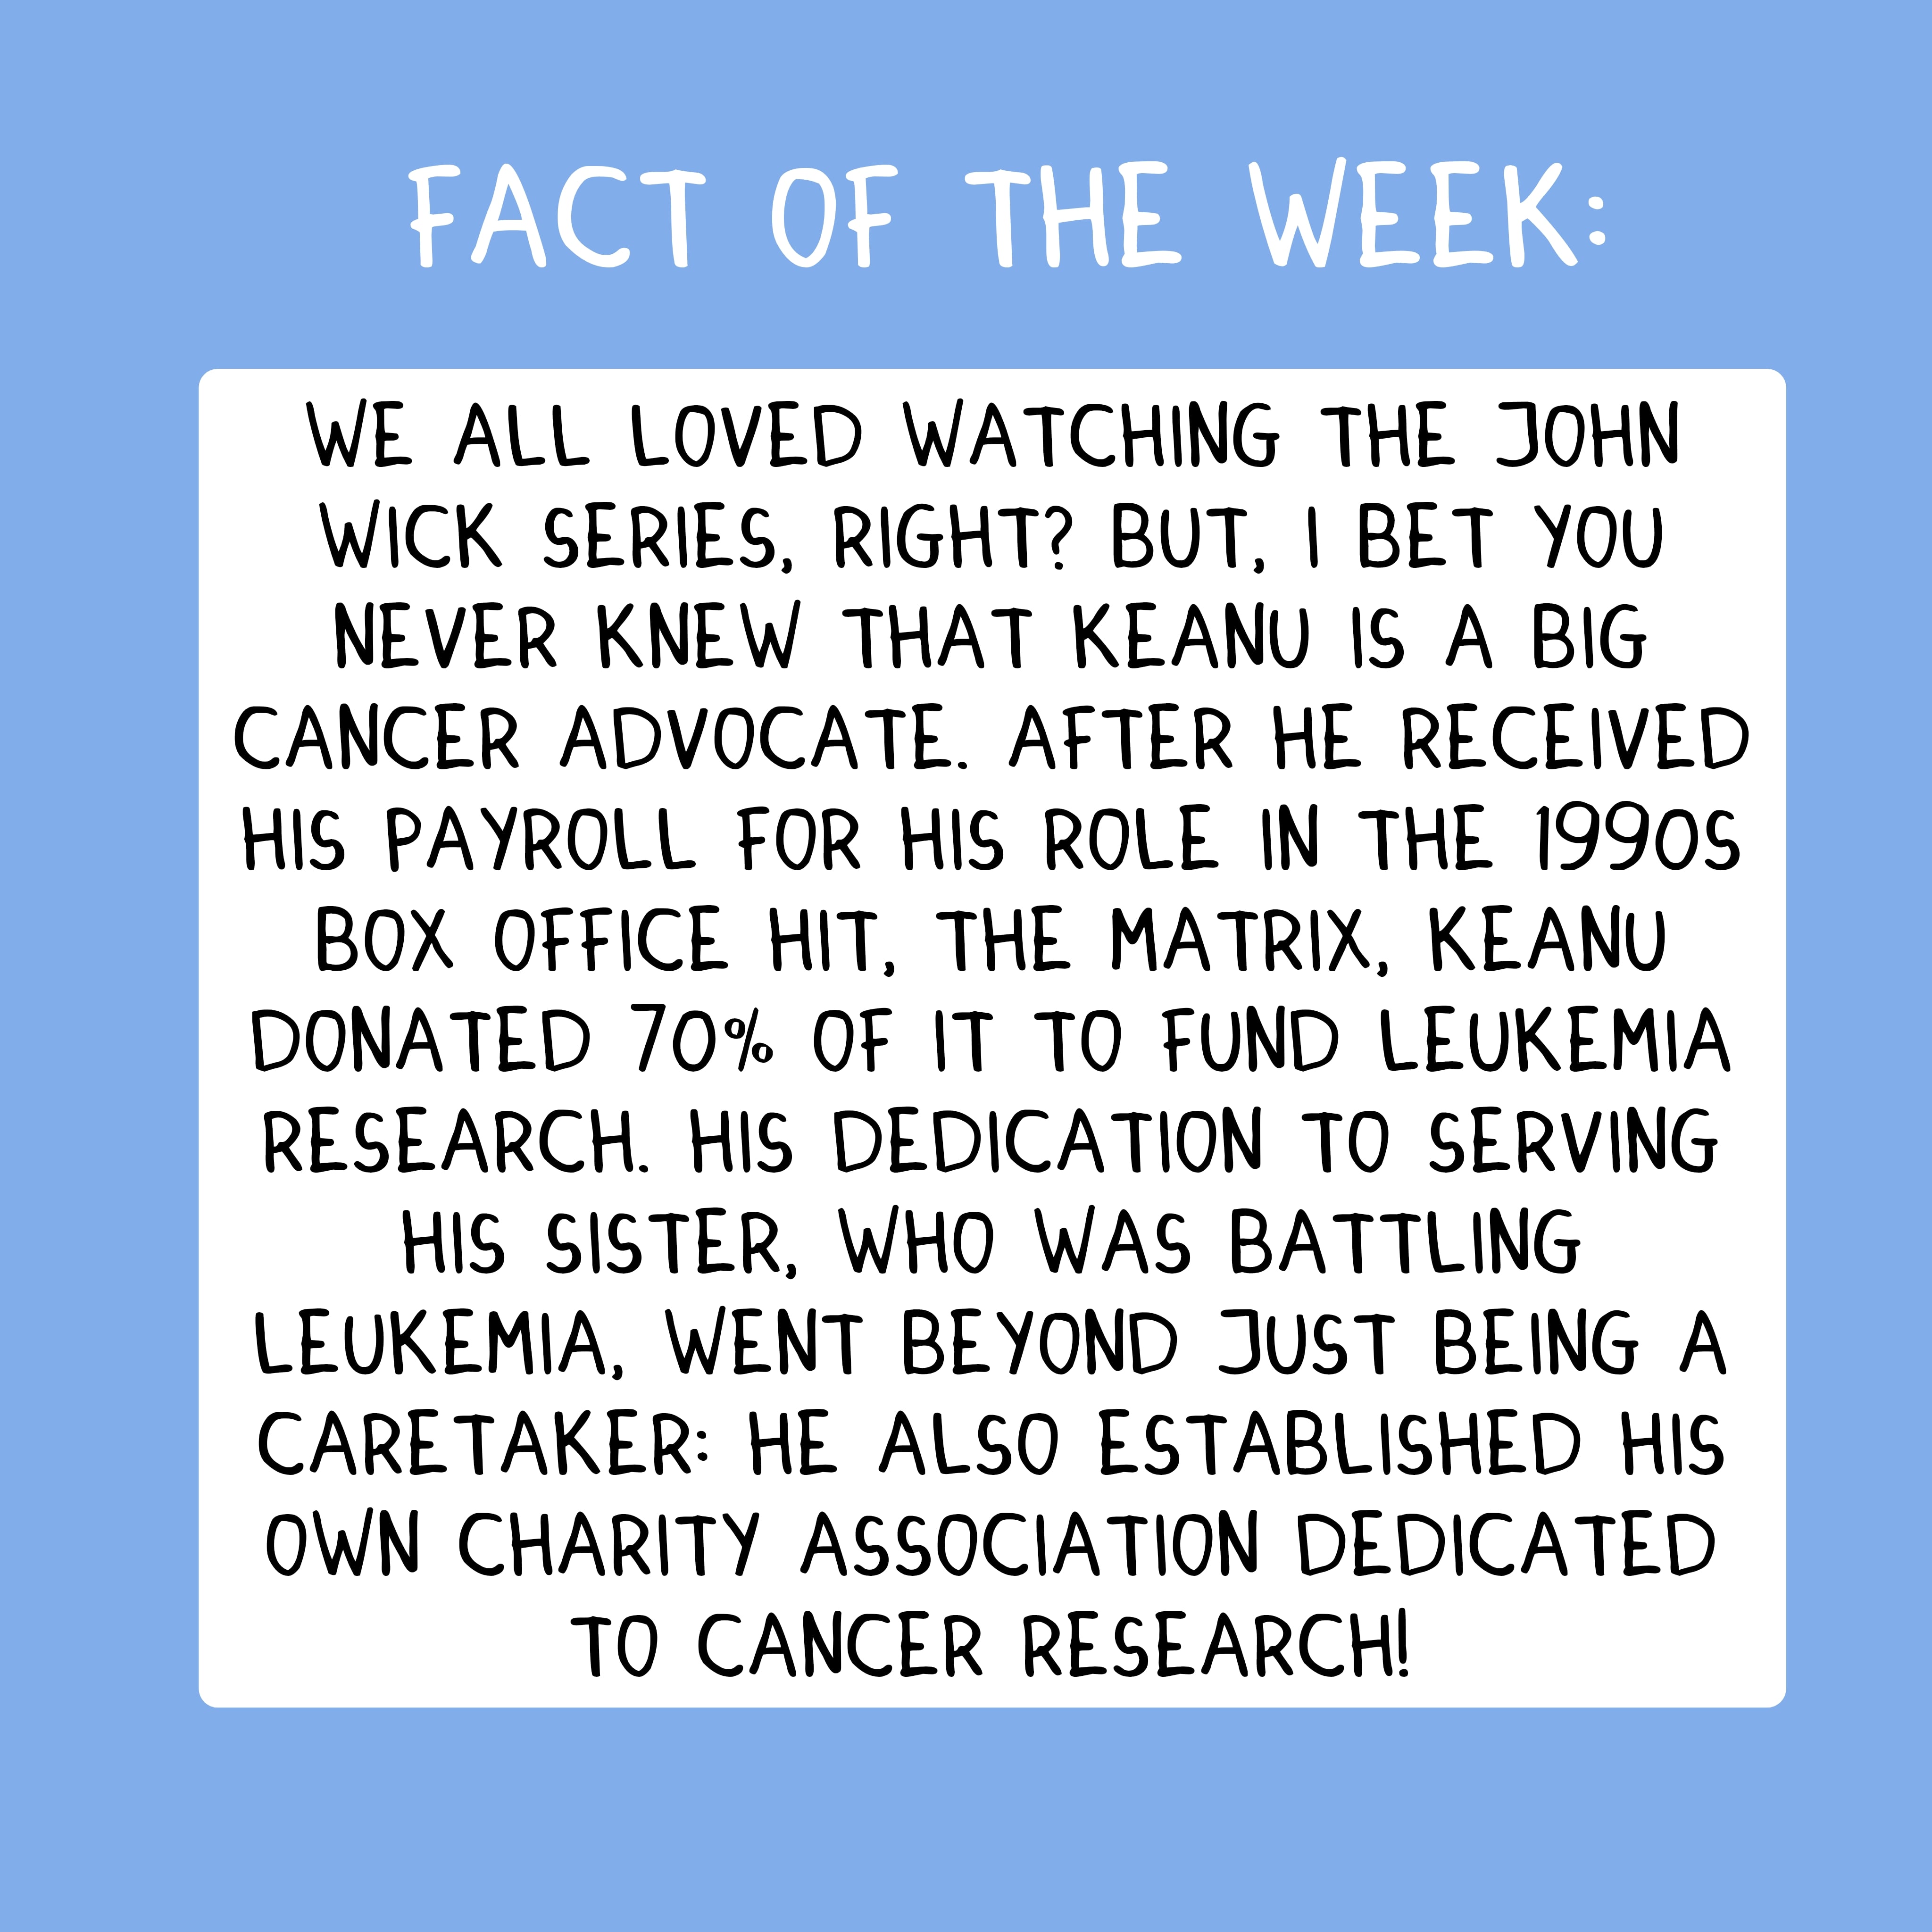 FACT OF THE WEEK:
WE ALL LOVED WATCHING THE JOHN
WICK SERIES, RIGHT? BUT, I BET YOU
NEVER KNEW THAT KEANU IS A BIG
CANCER ADVOCATE. AFTER HE RECEIVED
HIS PAYROLL FOR HIS ROLE IN THE 1990S
BOX OFFICE HIT, THE MATRIX, KEANU
DONATED 70% OF IT TO FUND LEUKEMIA
RESEARCH. HIS DEDICATION TO SERVING
HIS SISTER, WHO WAS BATTLING
LEUKEMIA, WENT BEYOND JUST BEING A
CARETAKER: HE ALSO ESTABLISHED HIS
OWN CHARITY ASSOCIATION DEDICATED
TO CANCER RESEARCH!